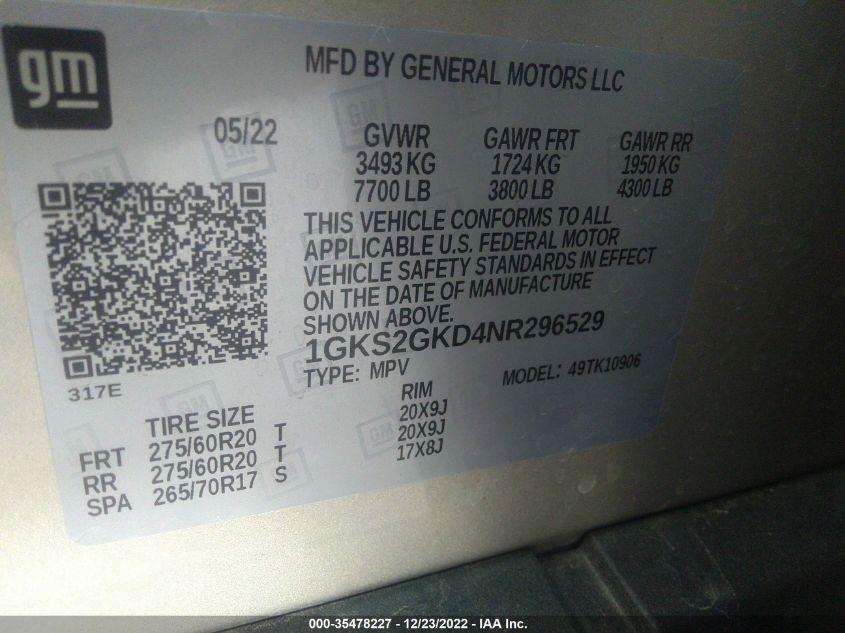 gm
MFD BY GENERAL MOTORS LLC
05/22
GVWR GAWR FRT GAWR RR
3493 KG 1724 KG 1950 KG
7700 LB 3800 LB 4300 LB
THIS VEHICLE CONFORMS TO ALL
APPLICABLE U.S. FEDERAL MOTOR
VEHICLE SAFETY STANDARDS IN EFFECT
ON THE DATE OF MANUFACTURE
SHOWN ABOVE.
1GKS2GKD4NR296529
TYPE: MPV MODEL: 49TK10906
317E
TIRE SIZE RIM
FRT 275/60R20 T 20X9J
RR 275/60R20 T 20X9J
SPA 265/70R17 S 17X8J
000-35478227 - 12/23/2022 - IAA Inc.